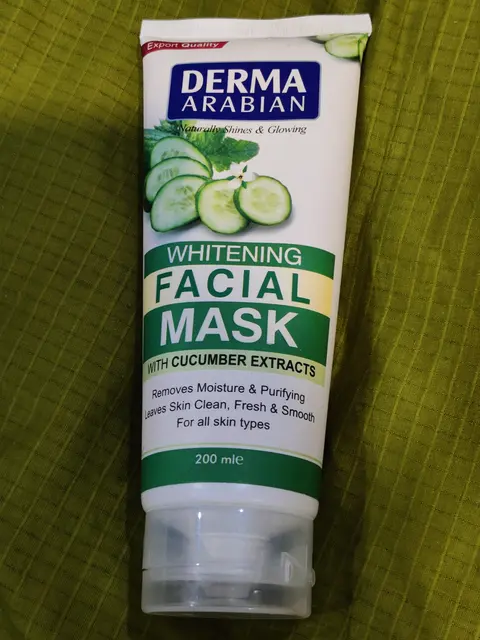 Export Quality
DERMA
ARABIAN
Naturally Shines & Glowing
WHITENING
FACIAL
MASK
WITH CUCUMBER EXTRACTS
Removes Moisture & Purifying
Leaves Skin Clean, Fresh & Smooth
For all skin types
200 ml℮